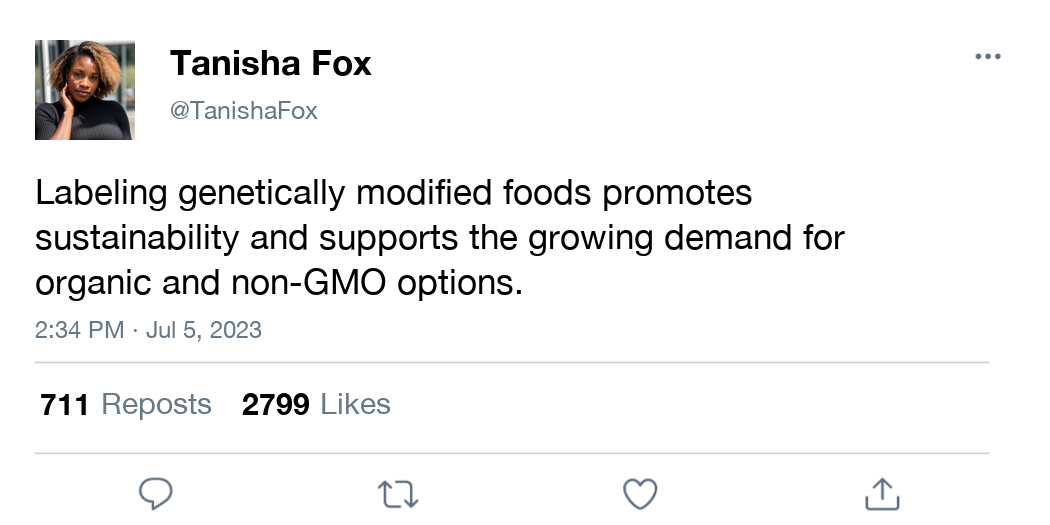 Tanisha Fox
@TanishaFox
Labeling genetically modified foods promotes
sustainability and supports the growing demand for
organic and non-GMO options.
2:34 PM · Jul 5, 2023
711 Reposts 2799 Likes